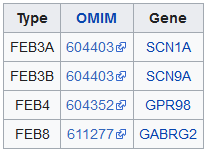 Type OMIM Gene
FEB3A 604403 SCN1A
FEB3B 604403 SCN9A
FEB4 604352 GPR98
FEB8 611277 GABRG2